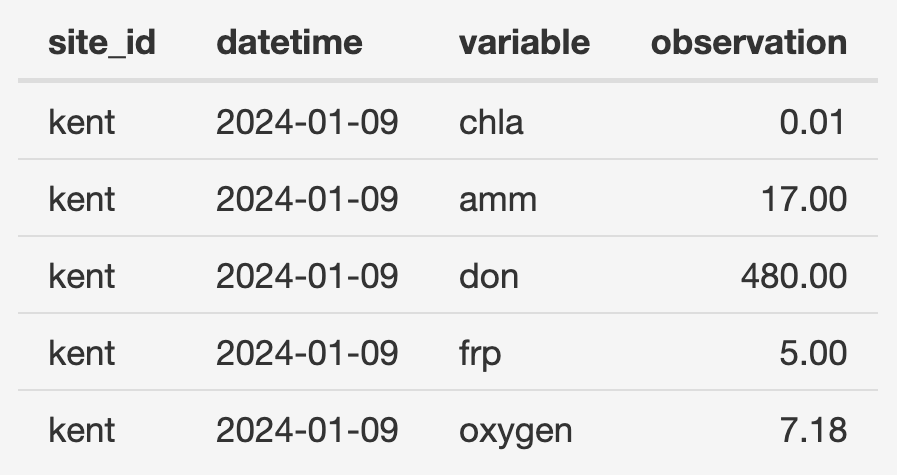 site_id datetime variable observation
kent 2024-01-09 chla 0.01
kent 2024-01-09 amm 17.00
kent 2024-01-09 don 480.00
kent 2024-01-09 frp 5.00
kent 2024-01-09 oxygen 7.18